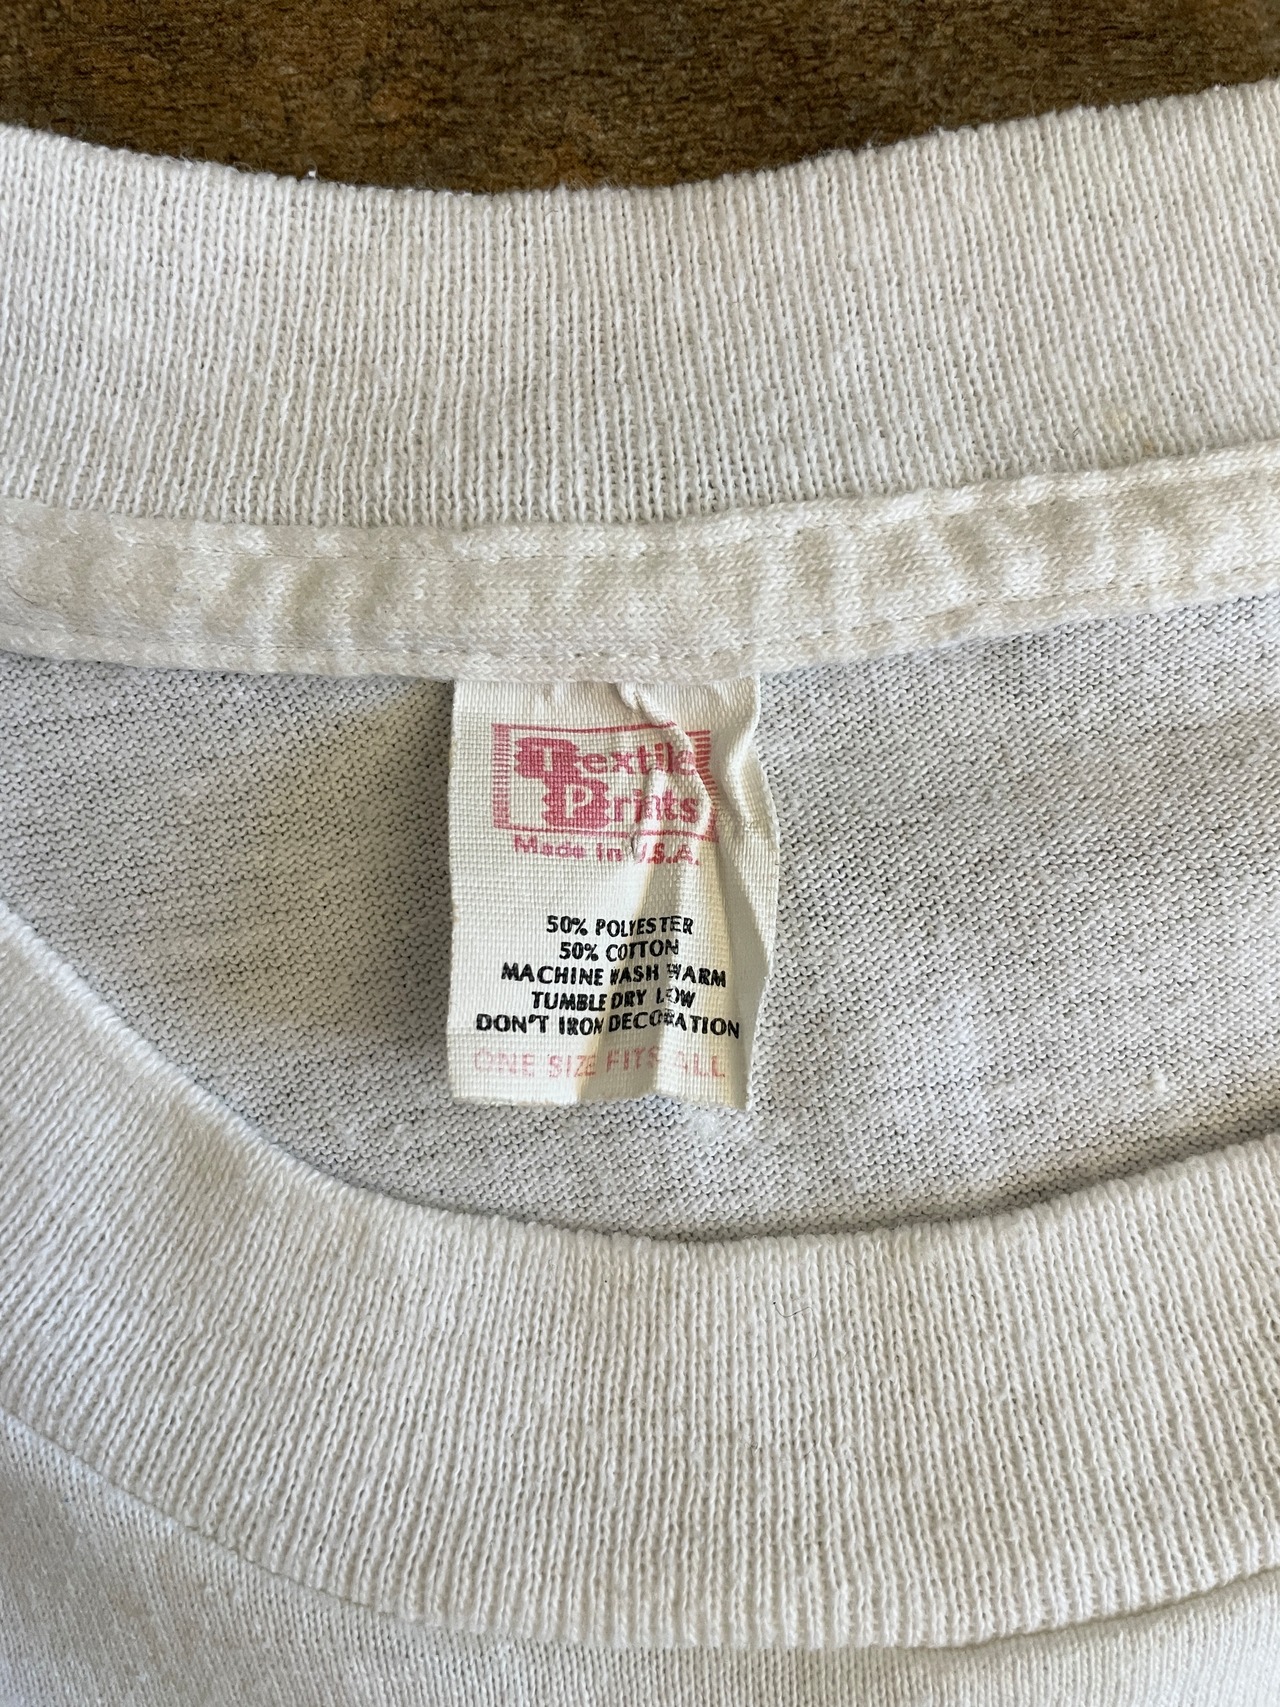 Textile
Prints
Made in U.S.A.
50% POLYESTER
50% COTTON
MACHINE WASH WARM
TUMBLE DRY LOW
DON'T IRON DECORATION
ONE SIZE FITS ALL